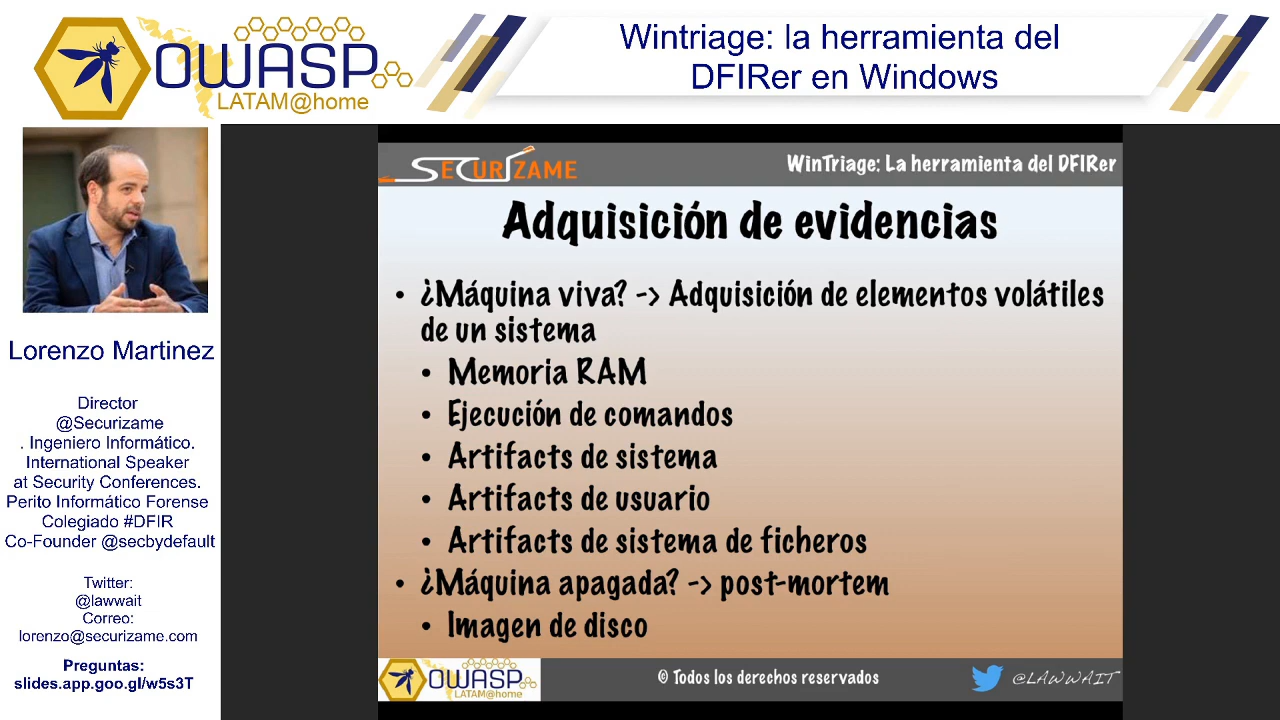 OWASP
LATAM@home
Wintriage: la herramienta del
DFIRer en Windows
Lorenzo Martinez
Director
@Securizame
. Ingeniero Informático.
International Speaker
at Security Conferences.
Perito Informático Forense
Colegiado #DFIR
Co-Founder @secbydefault
Twitter:
@lawwait
Correo:
lorenzo@securizame.com
Preguntas:
slides.app.goo.gl/w5s3T
SECURIZAME
WinTriage: La herramienta del DFIRer
Adquisición de evidencias
• ¿Máquina viva? -> Adquisición de elementos volátiles
de un sistema
• Memoria RAM
• Ejecución de comandos
• Artifacts de sistema
• Artifacts de usuario
• Artifacts de sistema de ficheros
• ¿Máquina apagada? -> post-mortem
• Imagen de disco
OWASP
LATAM@home
© Todos los derechos reservados
@LAWWAIT